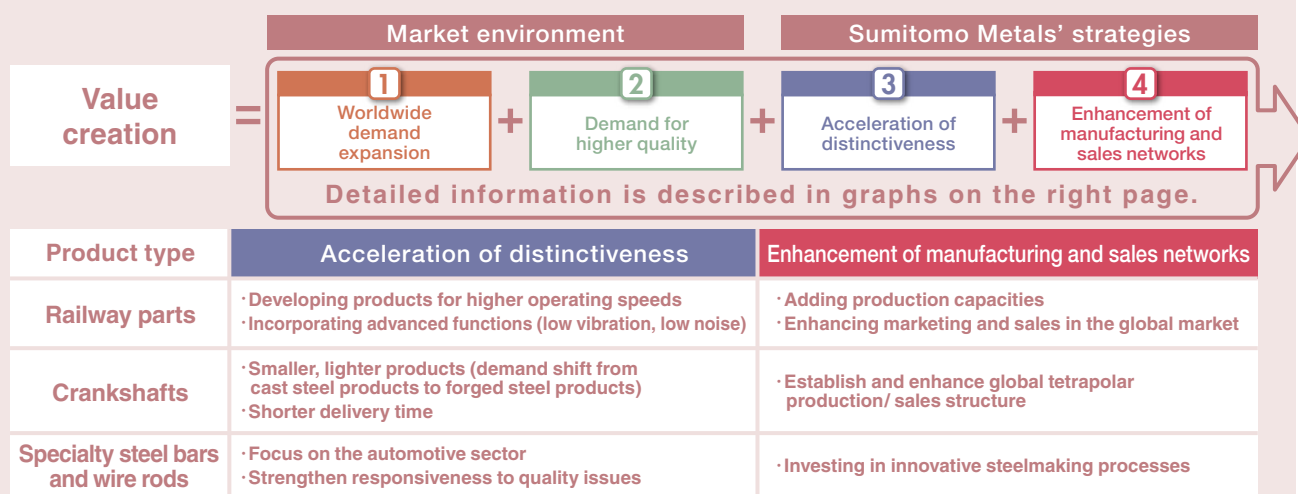 Market environment
Sumitomo Metals’ strategies
Value
creation
=
1
Worldwide
demand
expansion
+
2
Demand for
higher quality
+
3
Acceleration of
distinctiveness
+
4
Enhancement of
manufacturing and
sales networks
Detailed information is described in graphs on the right page.
Product type
Acceleration of distinctiveness
Enhancement of manufacturing and sales networks
Railway parts
·Developing products for higher operating speeds
·Incorporating advanced functions (low vibration, low noise)
·Adding production capacities
·Enhancing marketing and sales in the global market
Crankshafts
·Smaller, lighter products (demand shift from
cast steel products to forged steel products)
·Shorter delivery time
·Establish and enhance global tetrapolar
production/ sales structure
Specialty steel bars
and wire rods
·Focus on the automotive sector
·Strengthen responsiveness to quality issues
·Investing in innovative steelmaking processes